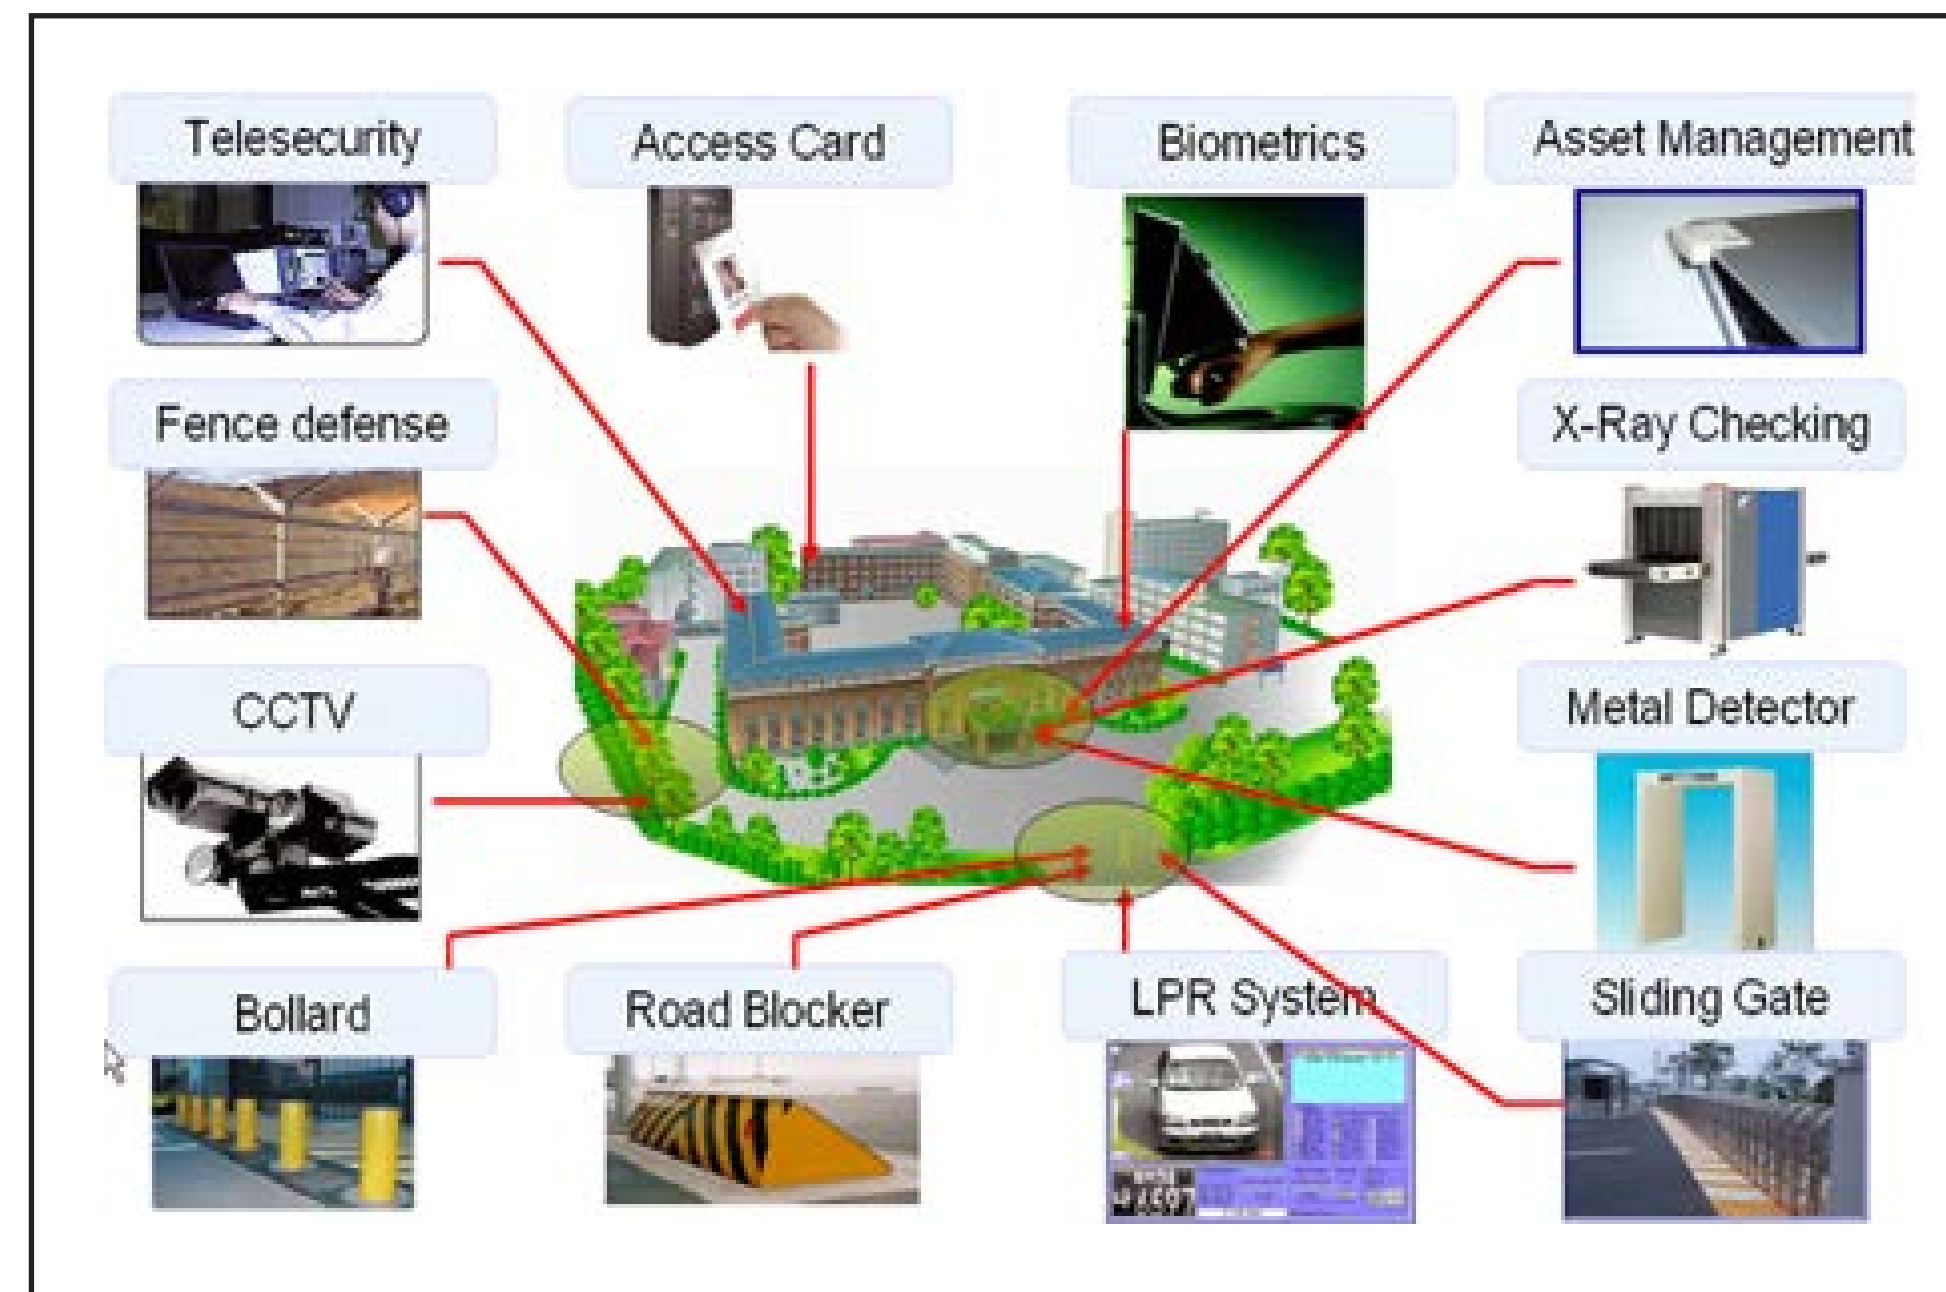 Telesecurity
Access Card
Biometrics
Asset Management
Fence defense
X-Ray Checking
CCTV
Metal Detector
Bollard
Road Blocker
LPR System
Sliding Gate